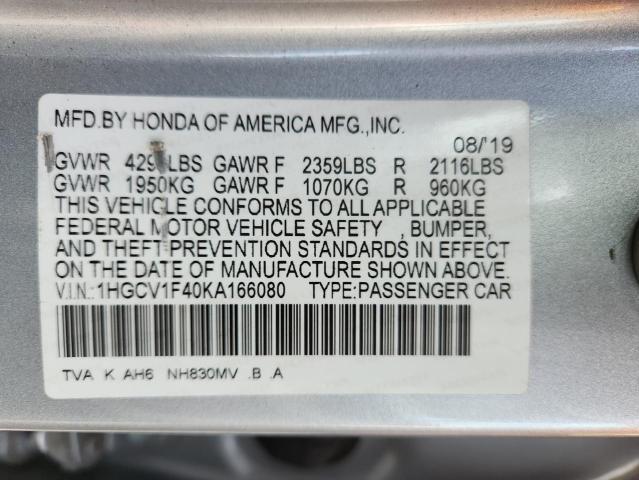 MFD.BY HONDA OF AMERICA MFG.,INC.
08/'19
GVWR GAWR F 2359LBS R 2116LBS
GVWR 1950KG GAWR F 1070KG R 960KG
THIS VEHICLE CONFORMS TO ALL APPLICABLE
FEDERAL MOTOR VEHICLE SAFETY , BUMPER,
AND THEFT PREVENTION STANDARDS IN EFFECT
ON THE DATE OF MANUFACTURE SHOWN ABOVE.
V.I.N.:1HGCV1F40KA166080 TYPE:PASSENGER CAR
TVA K AH6 NH830MV .B .A